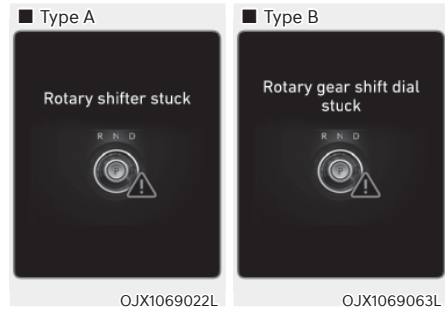 ■ Type A
Rotary shifter stuck
R N D
P
OJX1069022L
■ Type B
Rotary gear shift dial
stuck
R N D
P
OJX1069063L